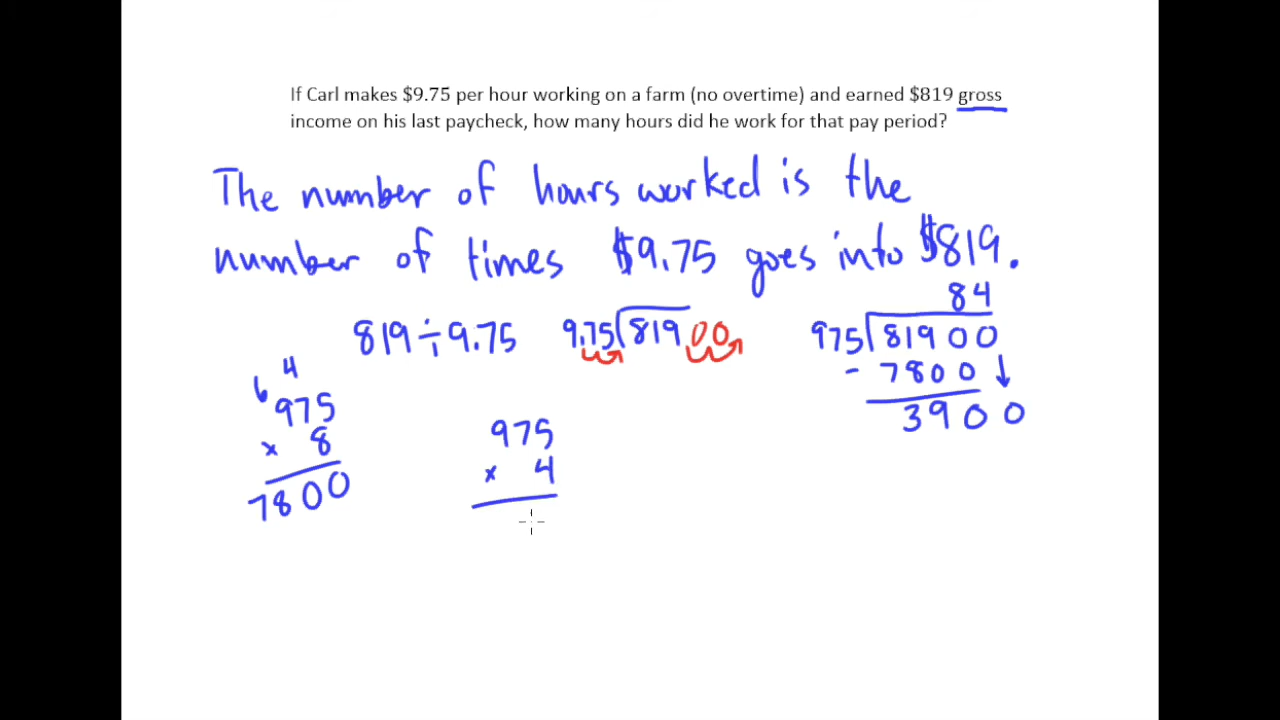 If Carl makes $9.75 per hour working on a farm (no overtime) and earned $819 gross
income on his last paycheck, how many hours did he work for that pay period?
The number of hours worked is the
number of times $9.75 goes into $819.
84
819 ÷ 9.75 9.75 819 00 975 81900
- 7800
3900
6 4
975
× 8
7800
975
× 4